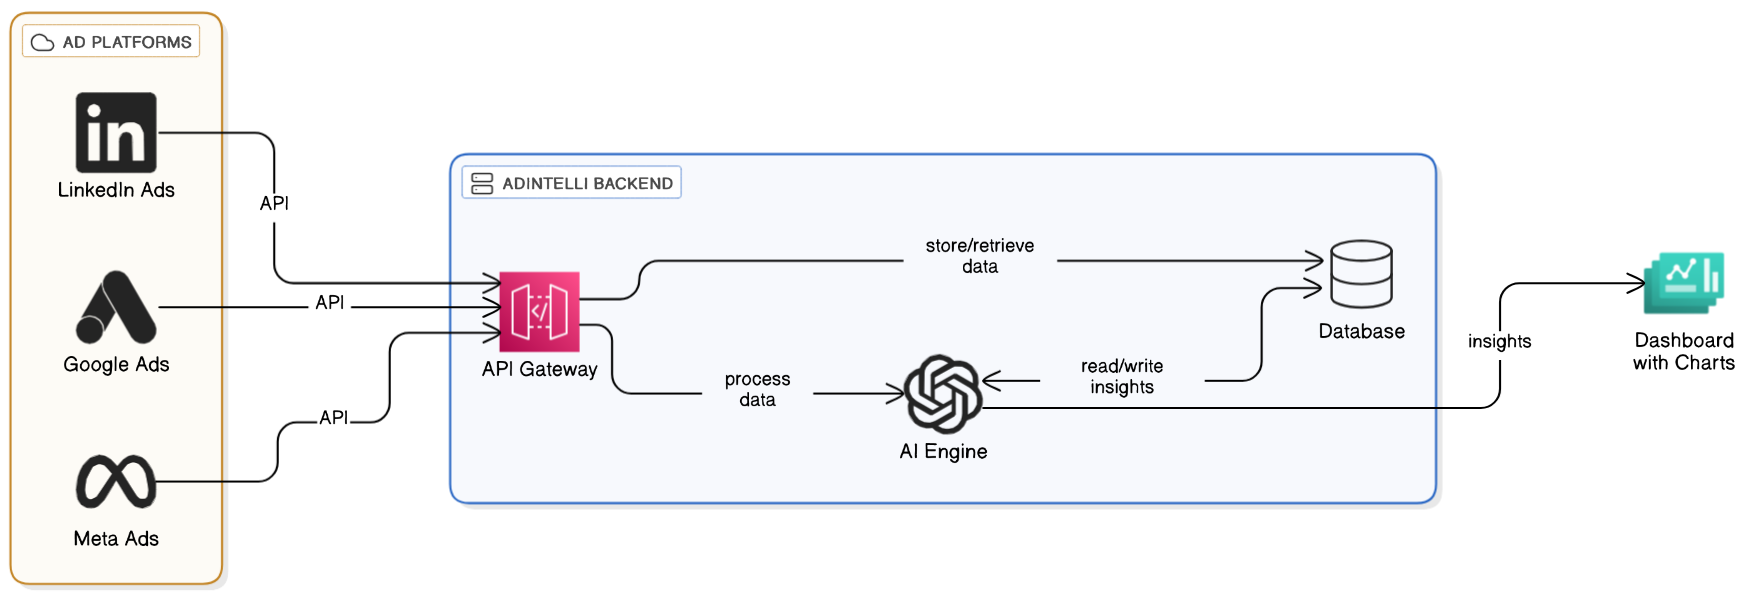 AD PLATFORMS
in
LinkedIn Ads
API
Google Ads
API
Meta Ads
API
ADINTELLI BACKEND
</>
API Gateway
store/retrieve
data
process
data
AI Engine
read/write
insights
Database
insights
Dashboard
with Charts